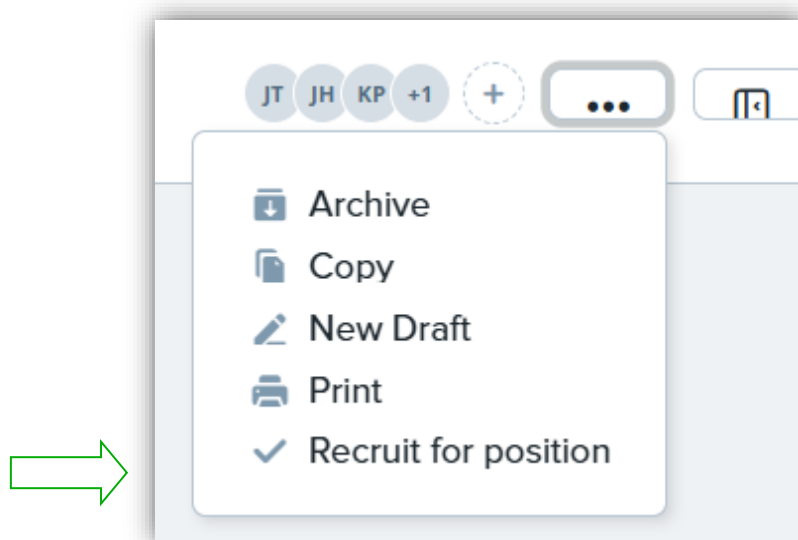 JT JH KP +1 + •••
Archive
Copy
New Draft
Print
Recruit for position